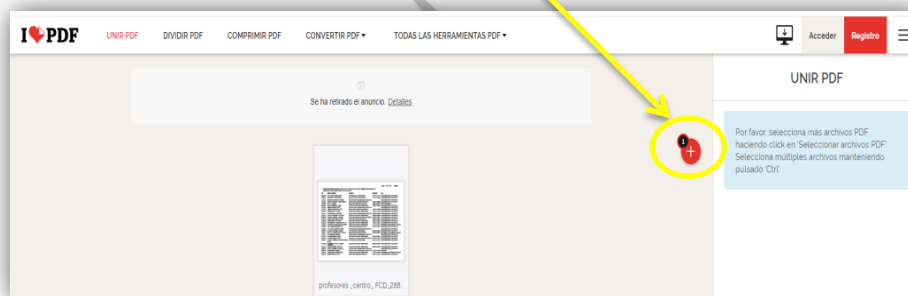 I PDF
UNIR PDF
DIVIDIR PDF
COMPRIMIR PDF
CONVERTIR PDF
TODAS LAS HERRAMIENTAS PDF
Acceder
Registro
Se ha retirado el anuncio. Detalles
UNIR PDF
1
Por favor, selecciona más archivos PDF
haciendo click en 'Seleccionar archivos PDF'.
Selecciona múltiples archivos manteniendo
pulsado 'Ctrl'
profesores _centro_ FCD_288.